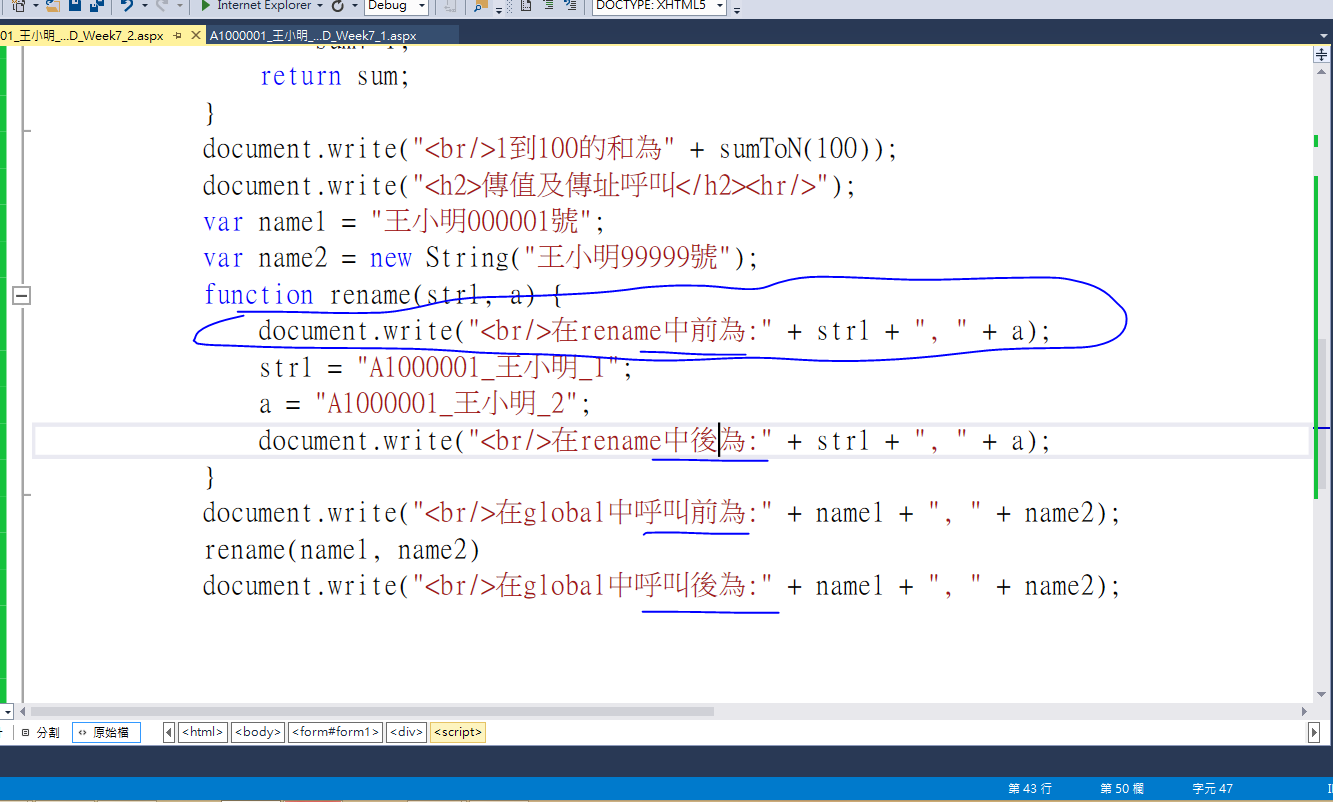 Internet Explorer
Debug
DOCTYPE: XHTML5
01_王小明_...D_Week7_2.aspx
A1000001_王小明_...D_Week7_1.aspx
return sum;
}
document.write("<br/>1到100的和為" + sumToN(100));
document.write("<h2>傳值及傳址呼叫</h2><hr/>");
var name1 = "王小明000001號";
var name2 = new String("王小明99999號");
function rename(str1, a) {
document.write("<br/>在rename中前為:" + str1 + ", " + a);
str1 = "A1000001_王小明_1";
a = "A1000001_王小明_2";
document.write("<br/>在rename中後為:" + str1 + ", " + a);
}
document.write("<br/>在global中呼叫前為:" + name1 + ", " + name2);
rename(name1, name2)
document.write("<br/>在global中呼叫後為:" + name1 + ", " + name2);
分割
原始檔
<html>
<body>
<form#form1>
<div>
<script>
第 43 行
第 50 欄
字元 47